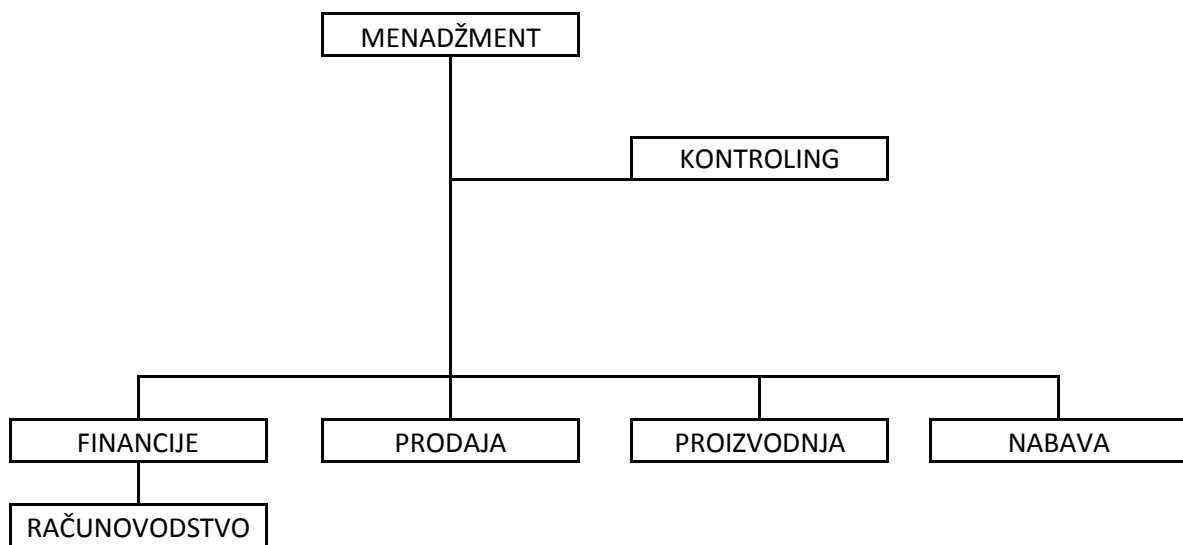 MENADŽMENT
KONTROLING
FINANCIJE
PRODAJA
PROIZVODNJA
NABAVA
RAČUNOVODSTVO